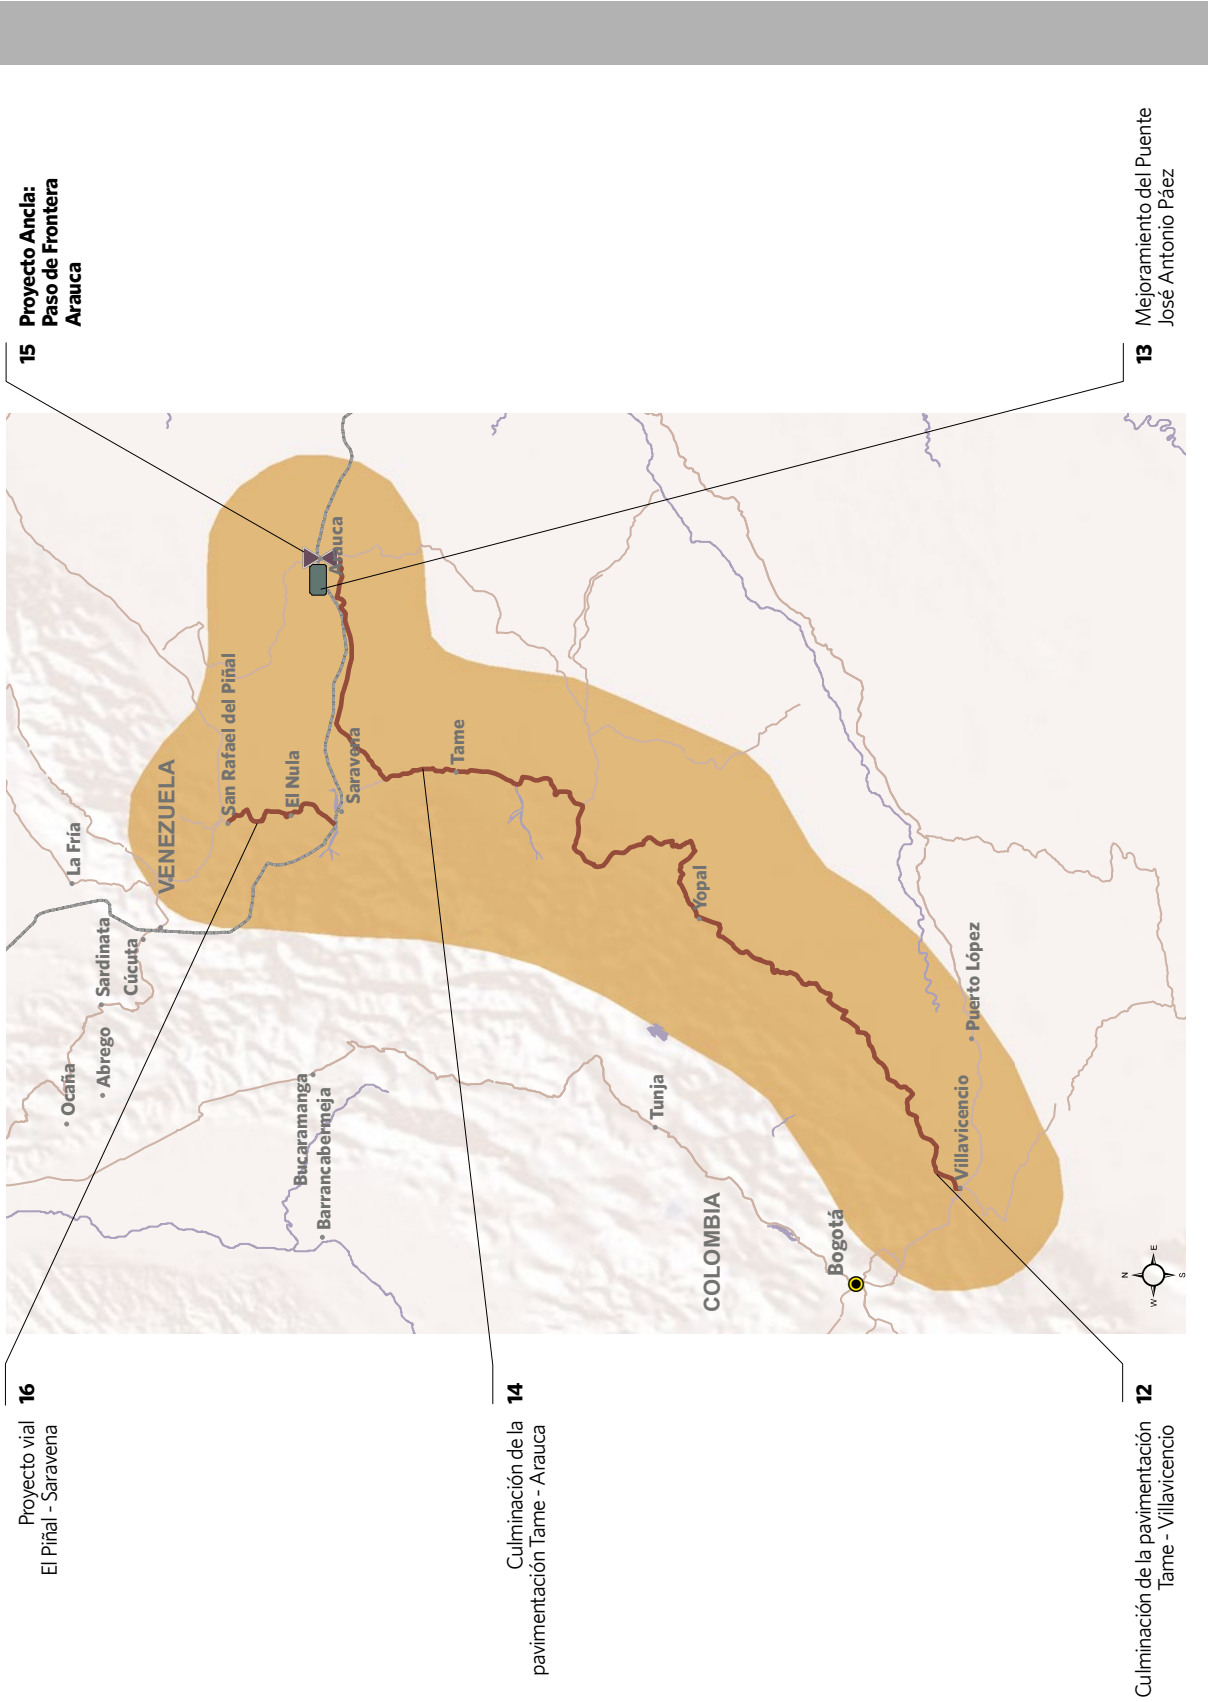 16
Proyecto vial
El Piñal - Saravena
14
Culminación de la
pavimentación Tame - Arauca
12
Culminación de la pavimentación
Tame - Villavicencio
15
Proyecto Ancla:
Paso de Frontera
Arauca
13
Mejoramiento del Puente
José Antonio Páez
Ocaña
Abrego
Sardinata
Cúcuta
La Fría
VENEZUELA
San Rafael del Piñal
El Nula
Saravena
Arauca
Tame
Bucaramanga
Barrancabermeja
Tunja
Yopal
COLOMBIA
Bogotá
Villavicencio
Puerto López
N
W
E
S